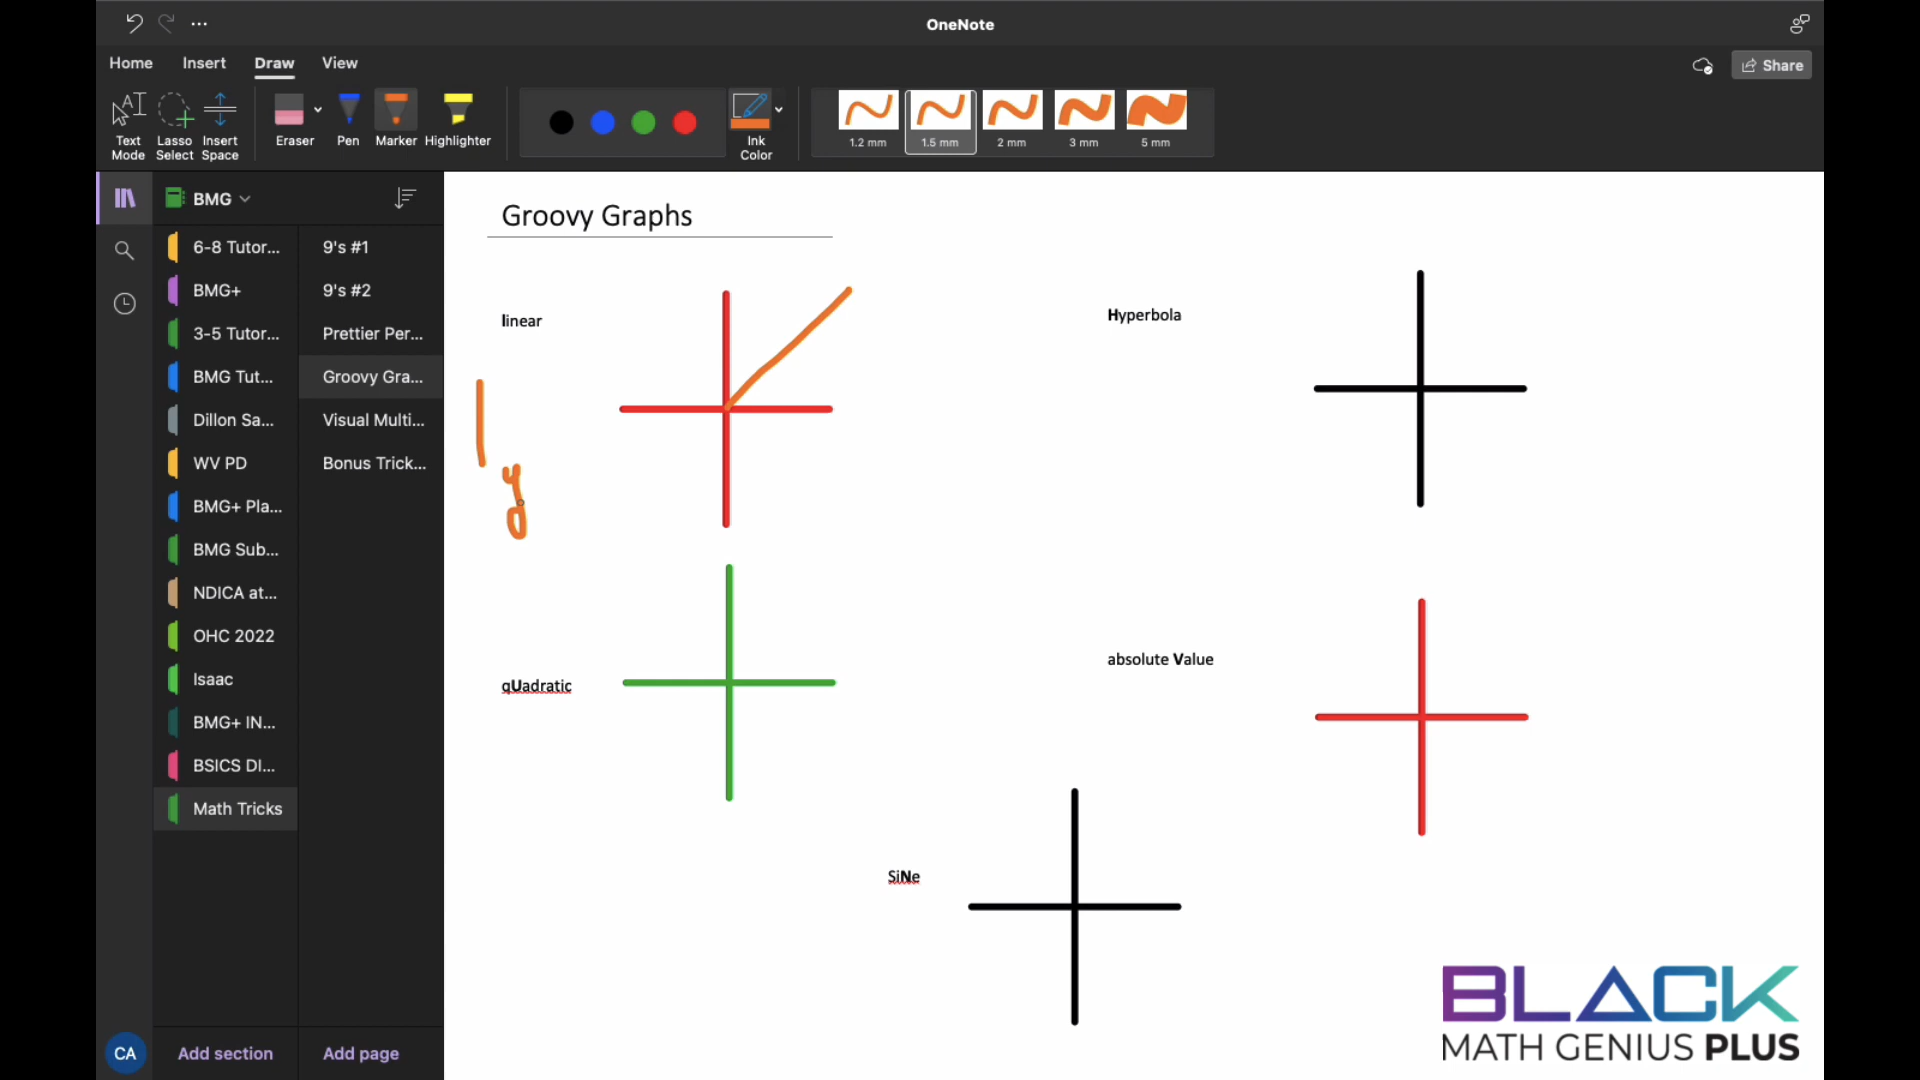 OneNote
Home Insert Draw View
Share
Text Mode
Lasso Select
Insert Space
Eraser
Pen
Marker
Highlighter
Ink Color
1.2 mm
1.5 mm
2 mm
3 mm
5 mm
BMG
6-8 Tutor...
BMG+
3-5 Tutor...
BMG Tut...
Dillon Sa...
WV PD
BMG+ Pla...
BMG Sub...
NDICA at...
OHC 2022
Isaac
BMG+ IN...
BSICS DI...
Math Tricks
9's #1
9's #2
Prettier Per...
Groovy Gra...
Visual Multi...
Bonus Trick...
Add section
Add page
CA
Groovy Graphs
linear
l
y
Hyperbola
qUadratic
absolute Value
SiNe
BLACK
MATH GENIUS PLUS